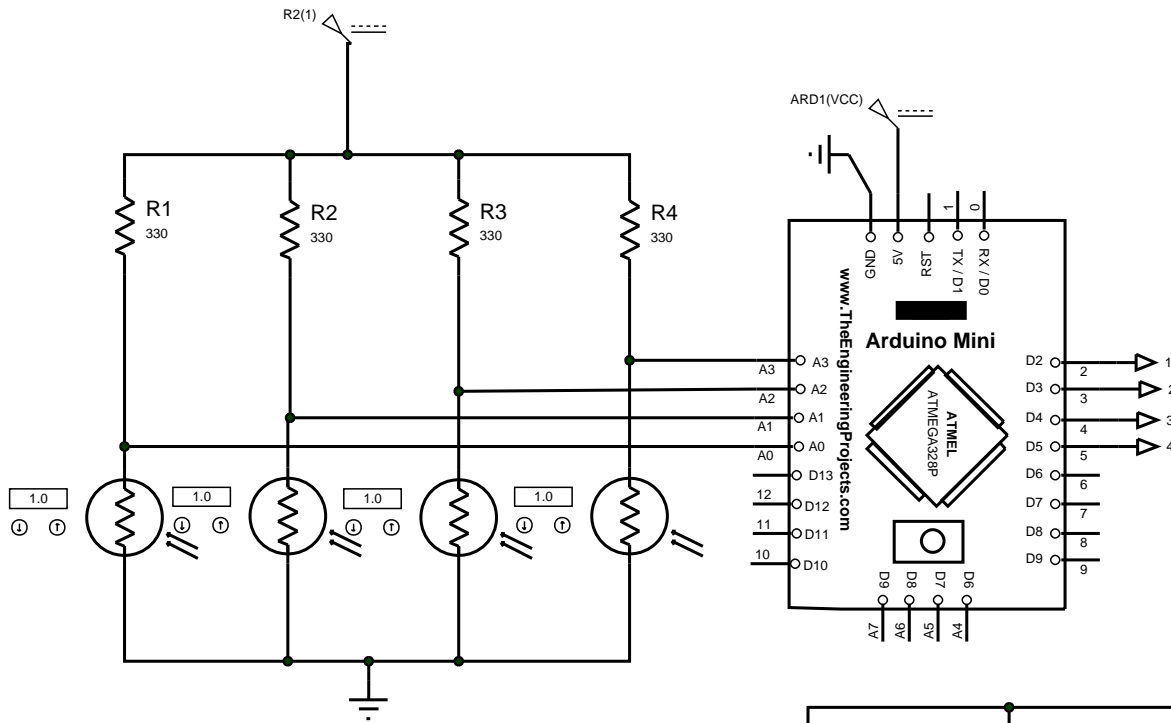 R2(1)
ARD1(VCC)
R1
330
R2
330
R3
330
R4
330
1
0
GND
5V
RST
TX / D1
RX / D0
www.TheEngineeringProjects.com
Arduino Mini
A3
A3
A2
A2
A1
A1
A0
A0
D13
12
D12
11
D11
10
D10
ATMEL
ATMEGA328P
D2
2
1
D3
3
2
D4
4
3
D5
5
4
D6
6
D7
7
D8
8
D9
9
1.0
1.0
1.0
1.0
D9
D8
D7
D6
A7
A6
A5
A4